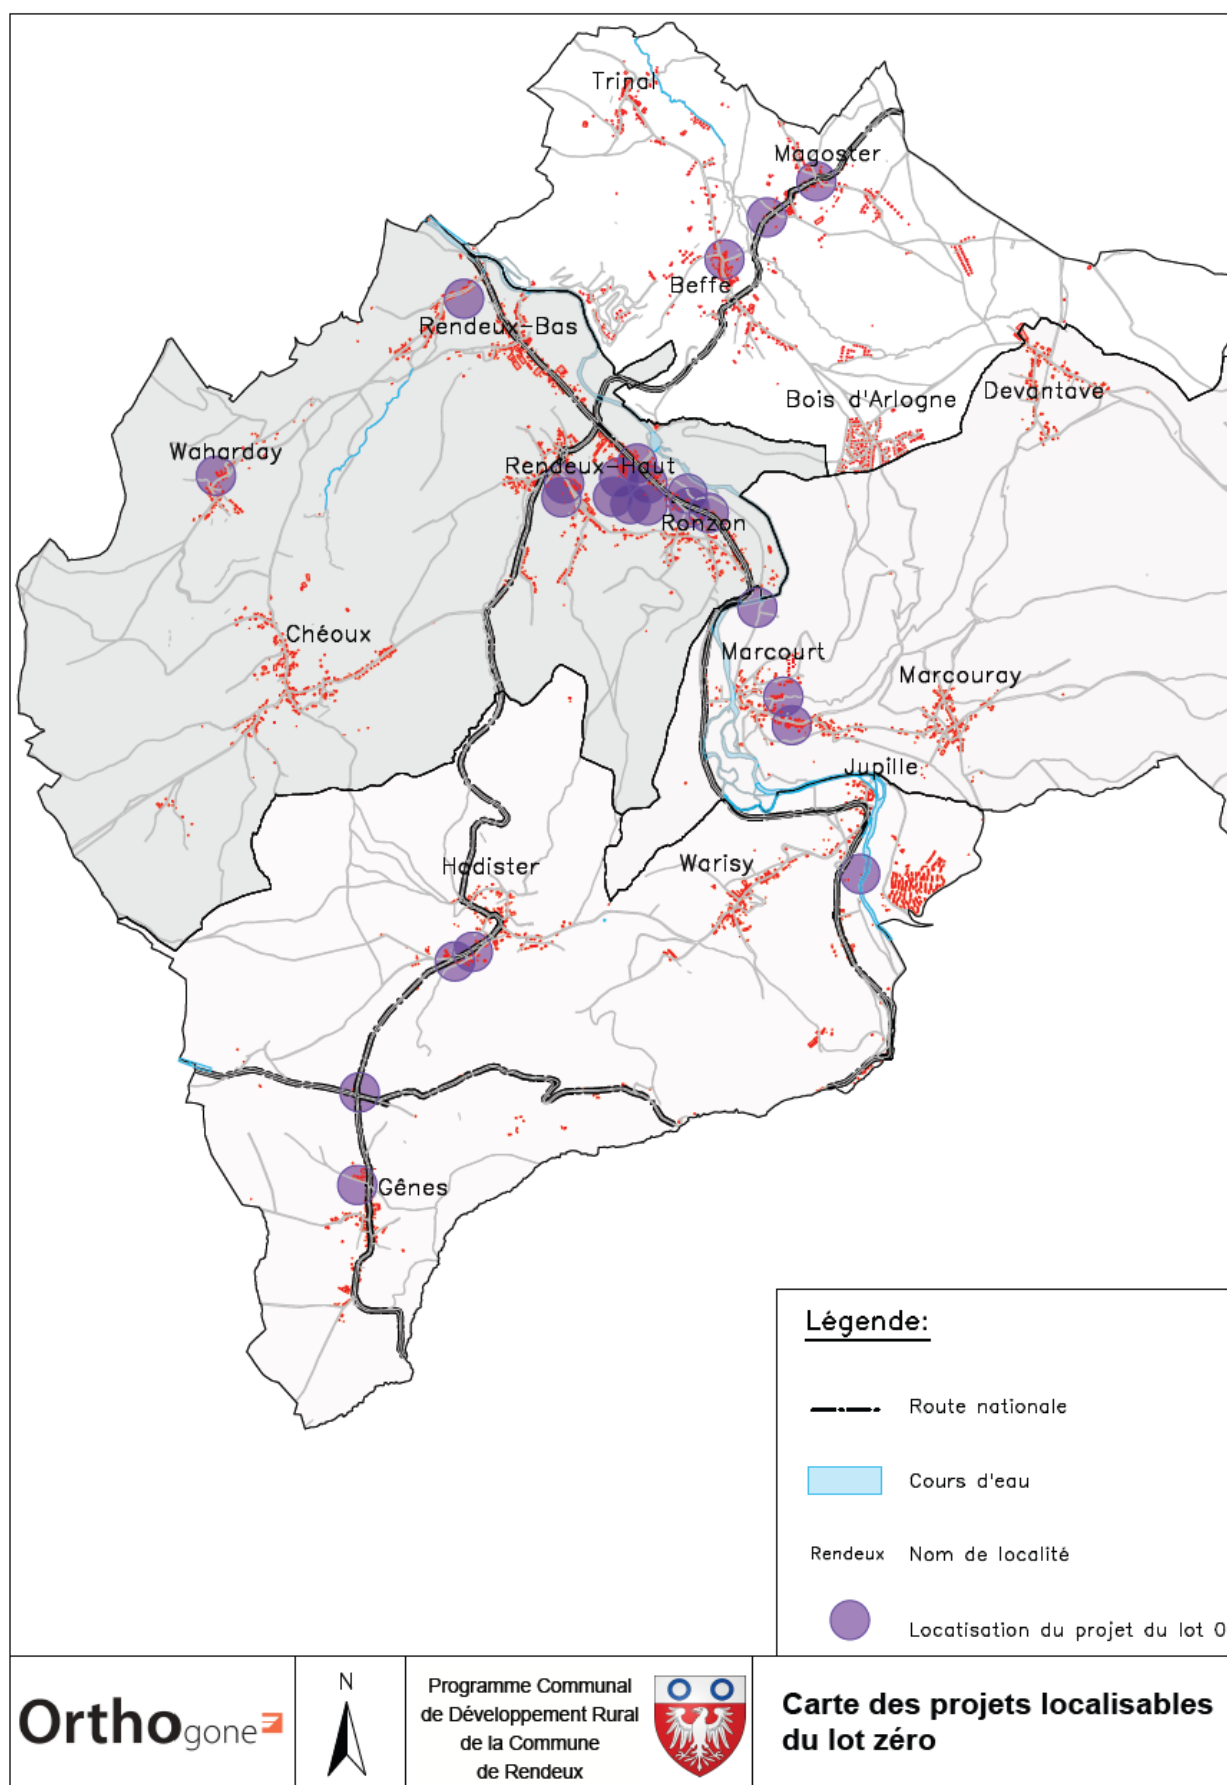 Trinal
Magoster
Beffe
Rendeux-Bas
Devantave
Bois d'Arlogne
Waharday
Rendeux-Haut
Ronzon
Chéoux
Marcourt
Marcouray
Jupille
Hodister
Warisy
Gênes
Légende:
Route nationale
Cours d'eau
Rendeux Nom de localité
Locatisation du projet du lot 0
Orthogone
N
Programme Communal
de Développement Rural
de la Commune
de Rendeux
Carte des projets localisables
du lot zéro